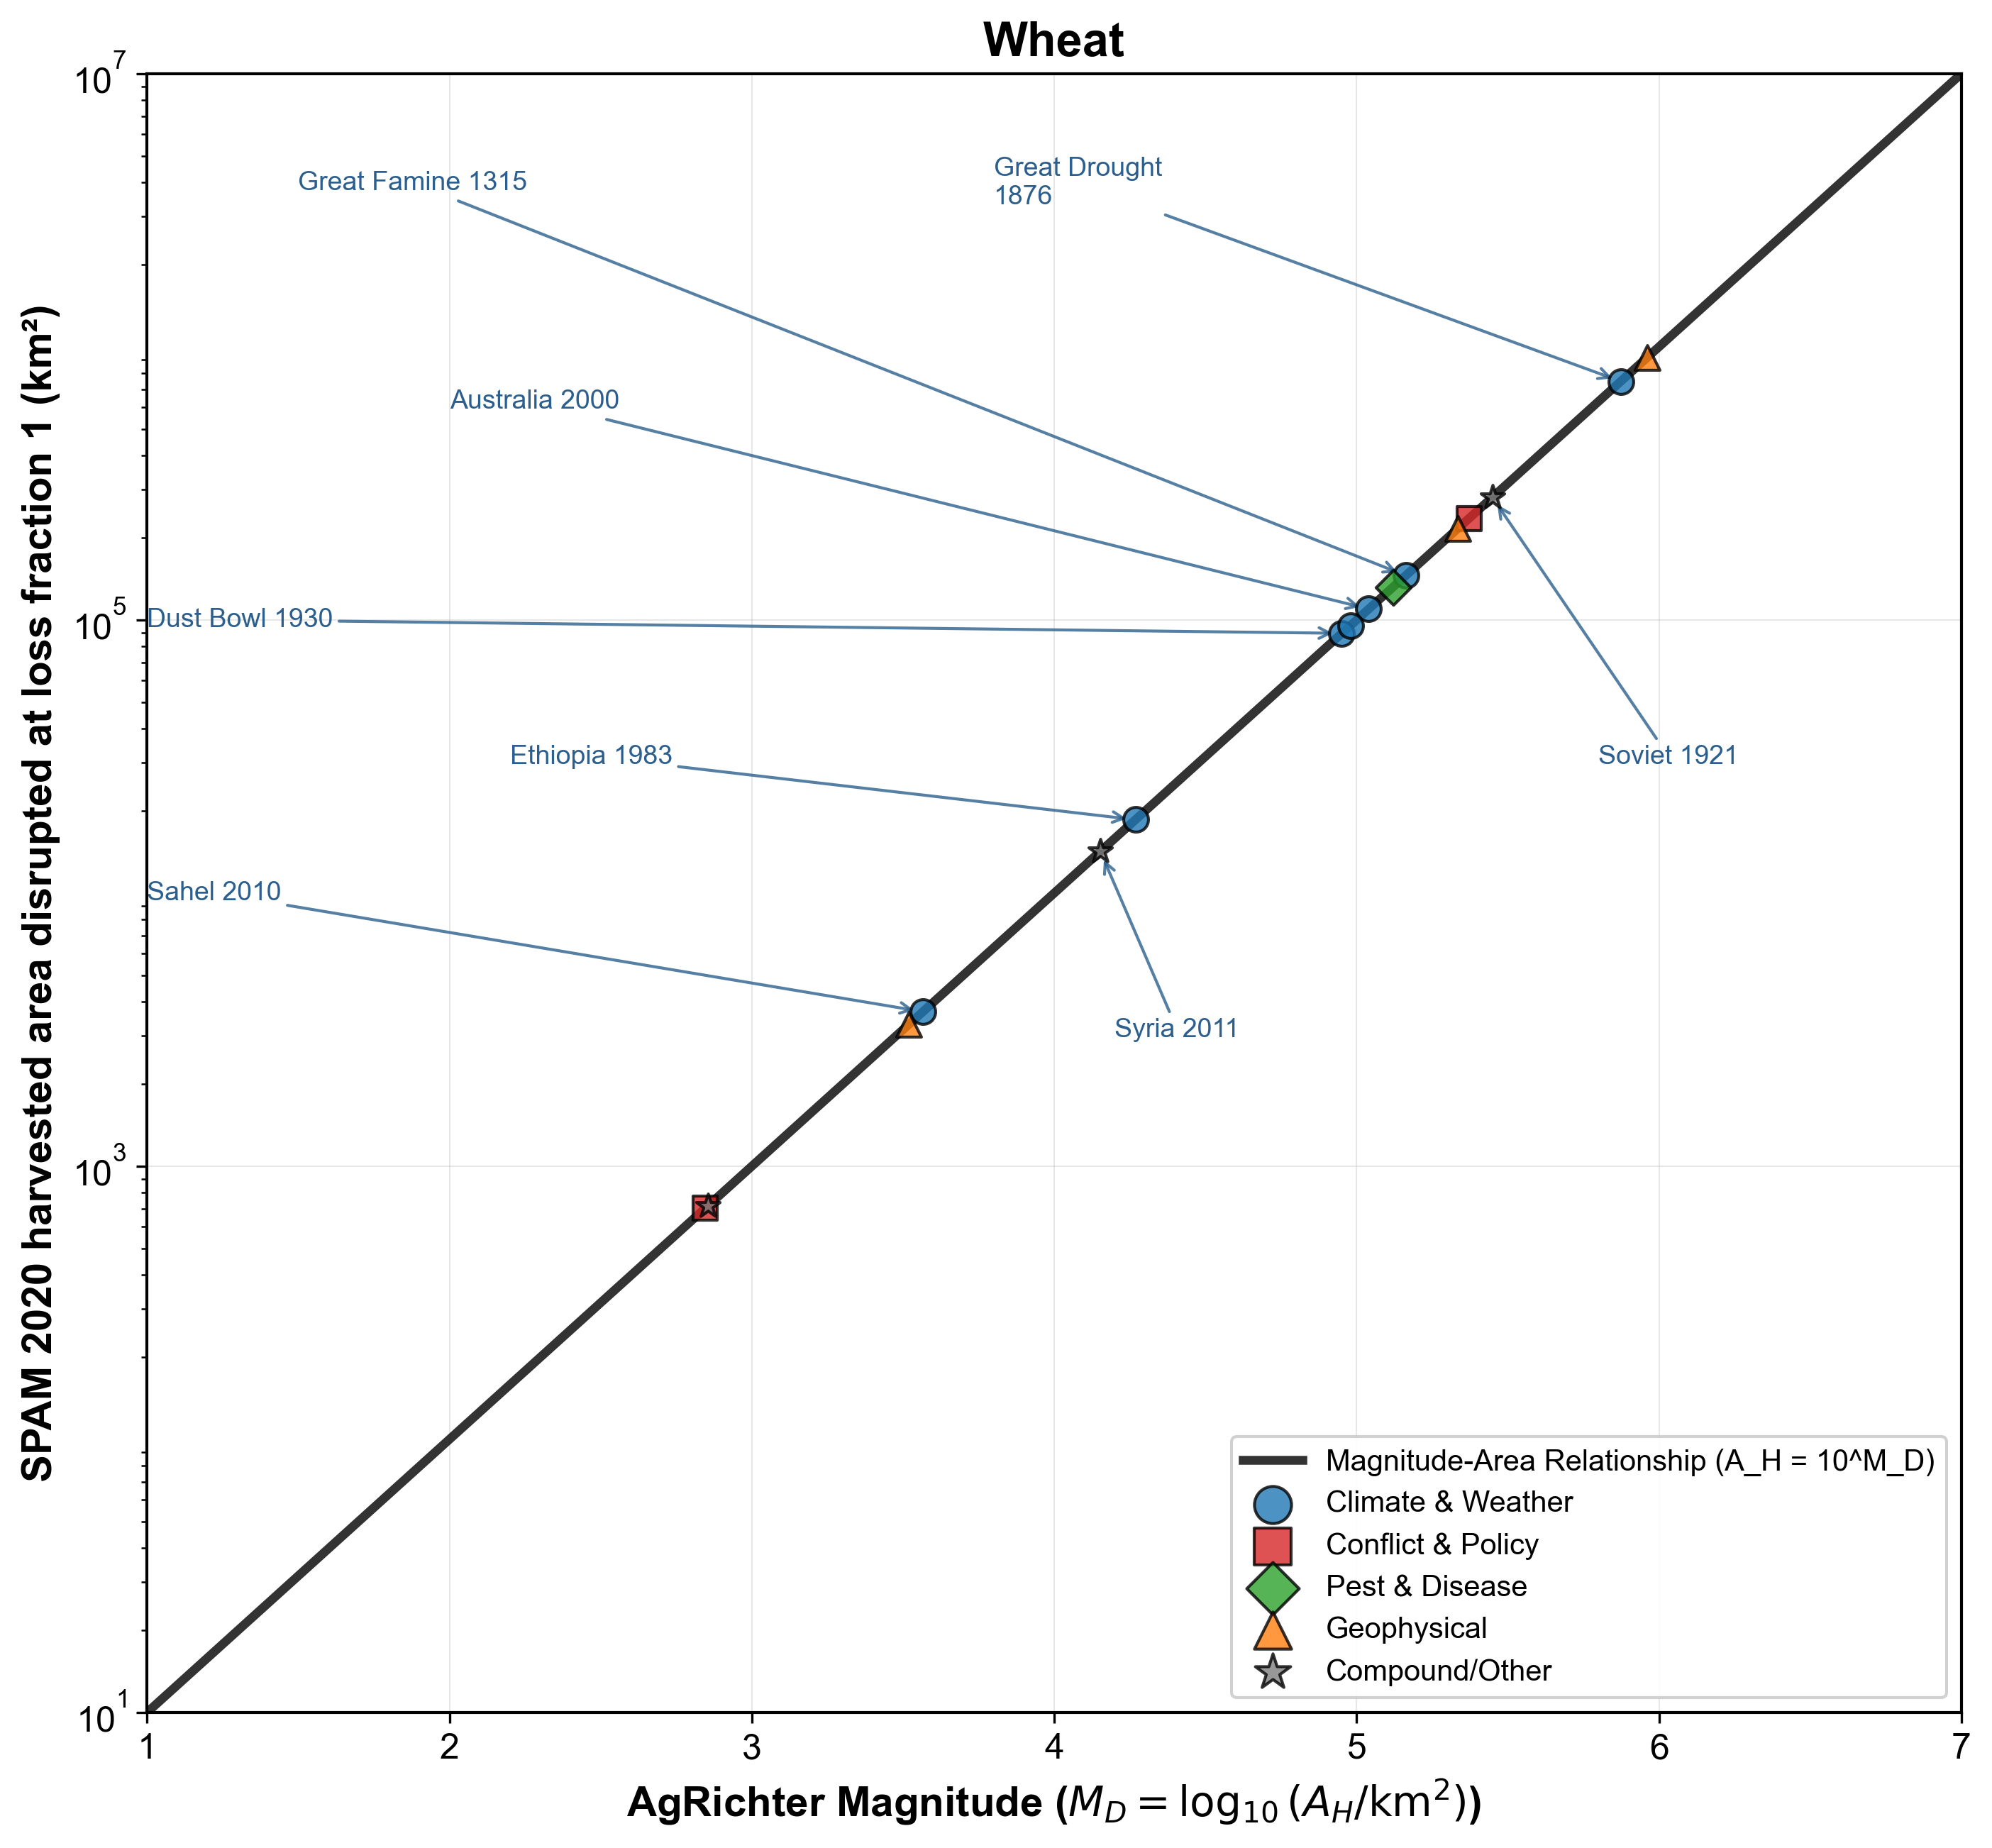 Wheat
10^7
10^5
10^3
10^1
SPAM 2020 harvested area disrupted at loss fraction 1 (km²)
Great Famine 1315
Great Drought
1876
Australia 2000
Dust Bowl 1930
Ethiopia 1983
Soviet 1921
Sahel 2010
Syria 2011
Magnitude-Area Relationship (A_H = 10^M_D)
Climate & Weather
Conflict & Policy
Pest & Disease
Geophysical
Compound/Other
1 2 3 4 5 6 7
AgRichter Magnitude (M_D = log_10 (A_H/km^2))